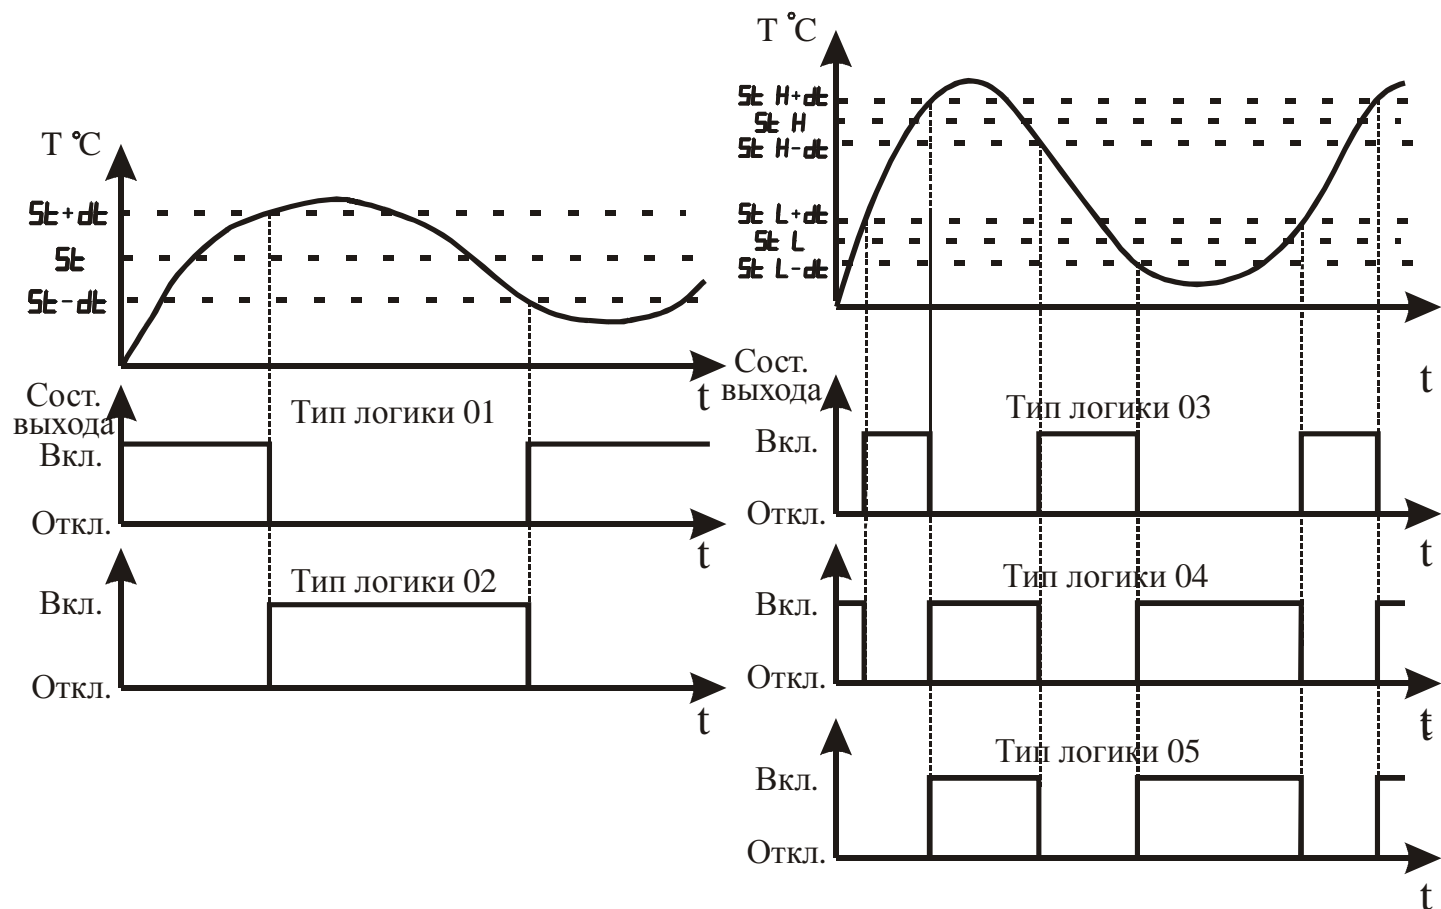 T °C
St+dt
St
St-dt
t
Сост.
выхода
Вкл.
Откл.
Тип логики 01
t
Вкл.
Откл.
Тип логики 02
t
T °C
St H+dt
St H
St H-dt
St L+dt
St L
St L-dt
t
Сост.
выхода
Вкл.
Откл.
Тип логики 03
Вкл.
Откл.
Тип логики 04
t
t
Вкл.
Откл.
Тип логики 05
t